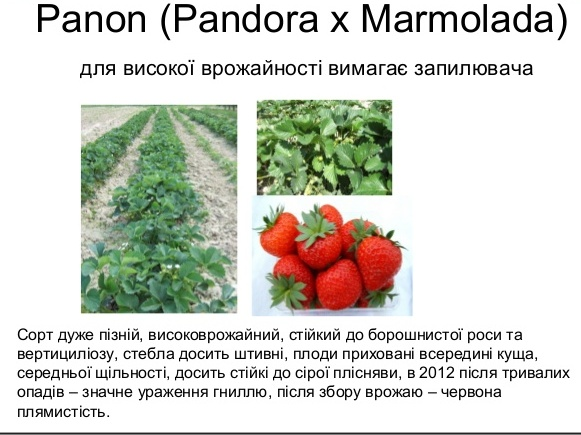 Panon (Pandora x Marmolada)
для високої врожайності вимагає запилювача
Сорт дуже пізній, високоврожайний, стійкий до борошнистої роси та
вертициліозу, стебла досить штивні, плоди приховані всередині куща,
середньої щільності, досить стійкі до сірої плісняви, в 2012 після тривалих
опадів – значне ураження гниллю, після збору врожаю – червона
плямистість.